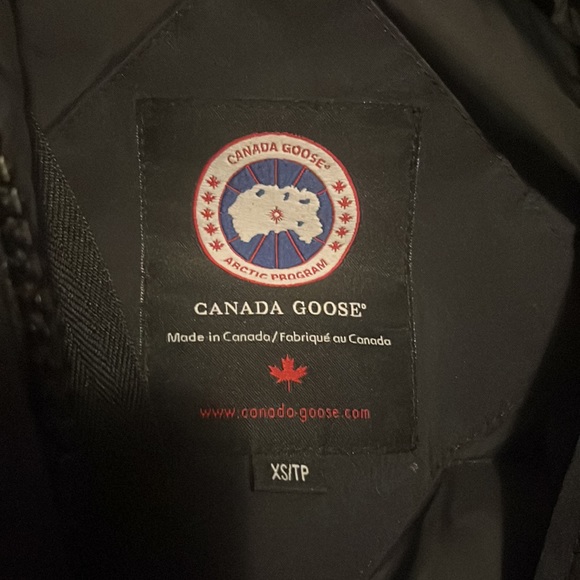 CANADA GOOSE®
ARCTIC PROGRAM
CANADA GOOSE®
Made in Canada/Fabriqué au Canada
www.canada-goose.com
XS/TP